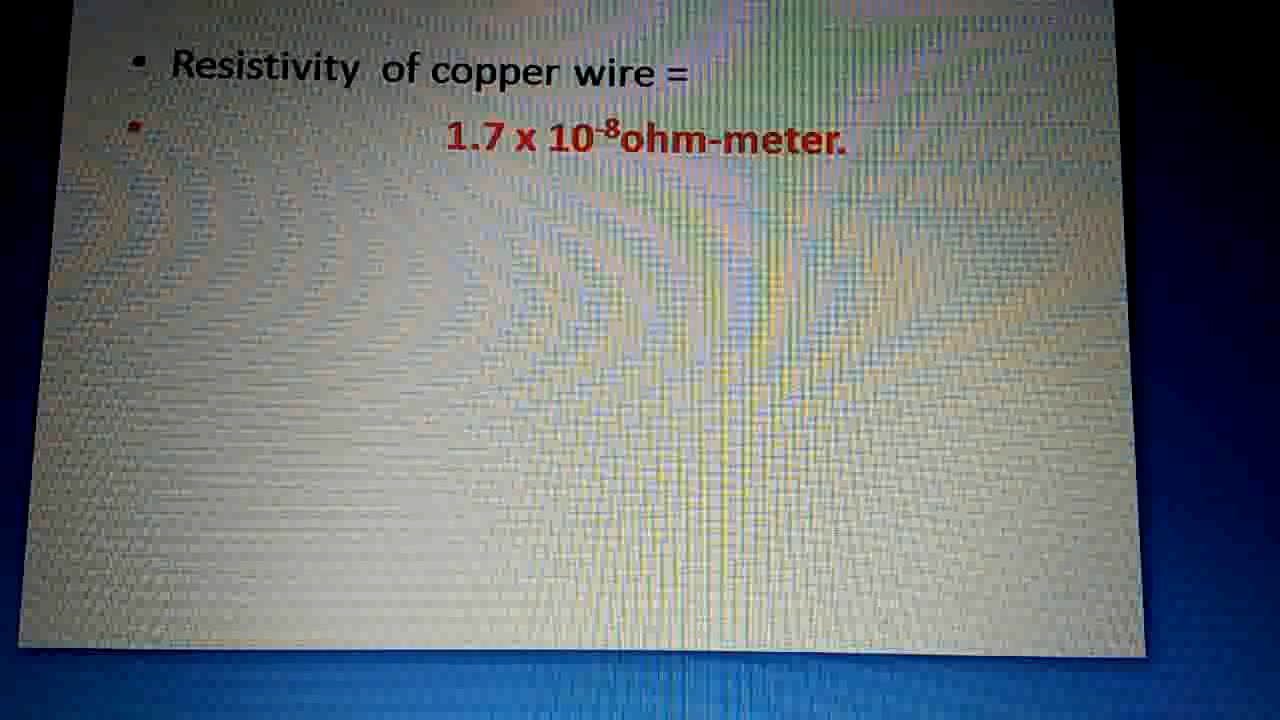 • Resistivity of copper wire =
• 1.7 x 10⁻⁸ohm-meter.